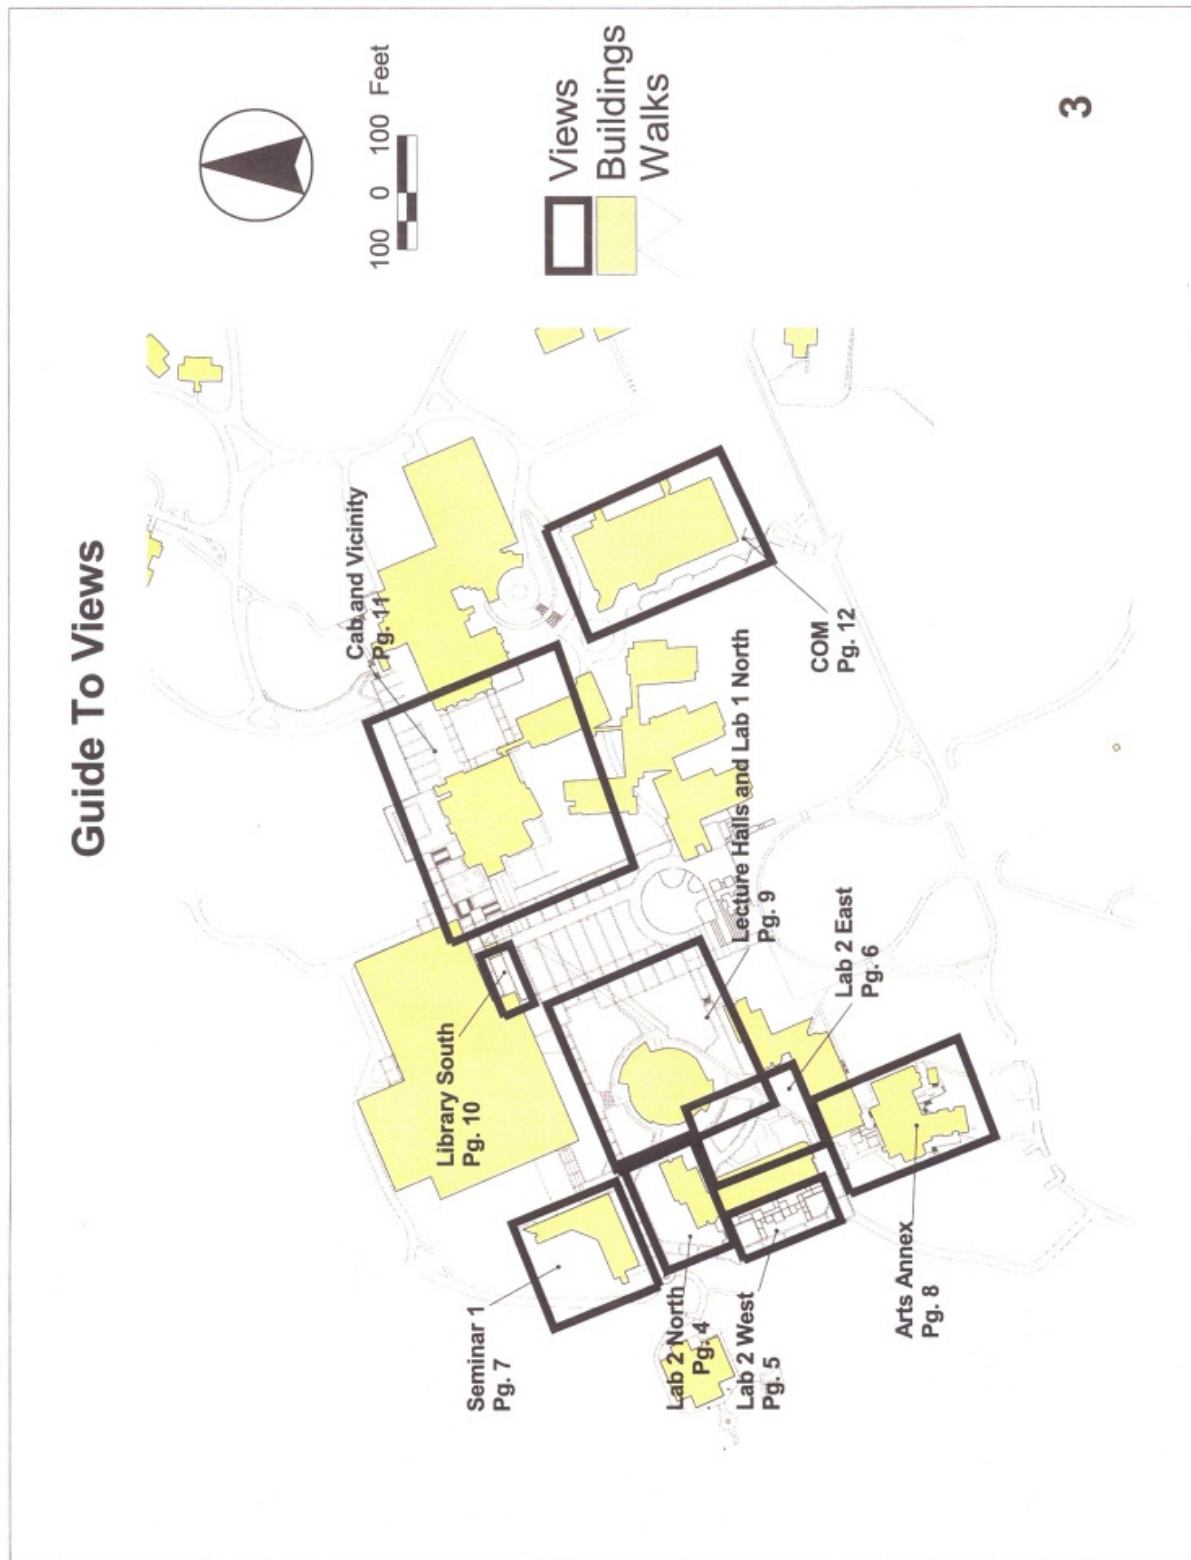 Guide To Views
100 0 100 Feet
Views
Buildings
Walks
Cab and Vicinity
Pg. 11
Library South
Pg. 10
Seminar 1
Pg. 7
Lab 2 North
Pg. 4
Lab 2 West
Pg. 5
Lecture Halls and Lab 1 North
Pg. 9
Lab 2 East
Pg. 6
COM
Pg. 12
Arts Annex
Pg. 8
3